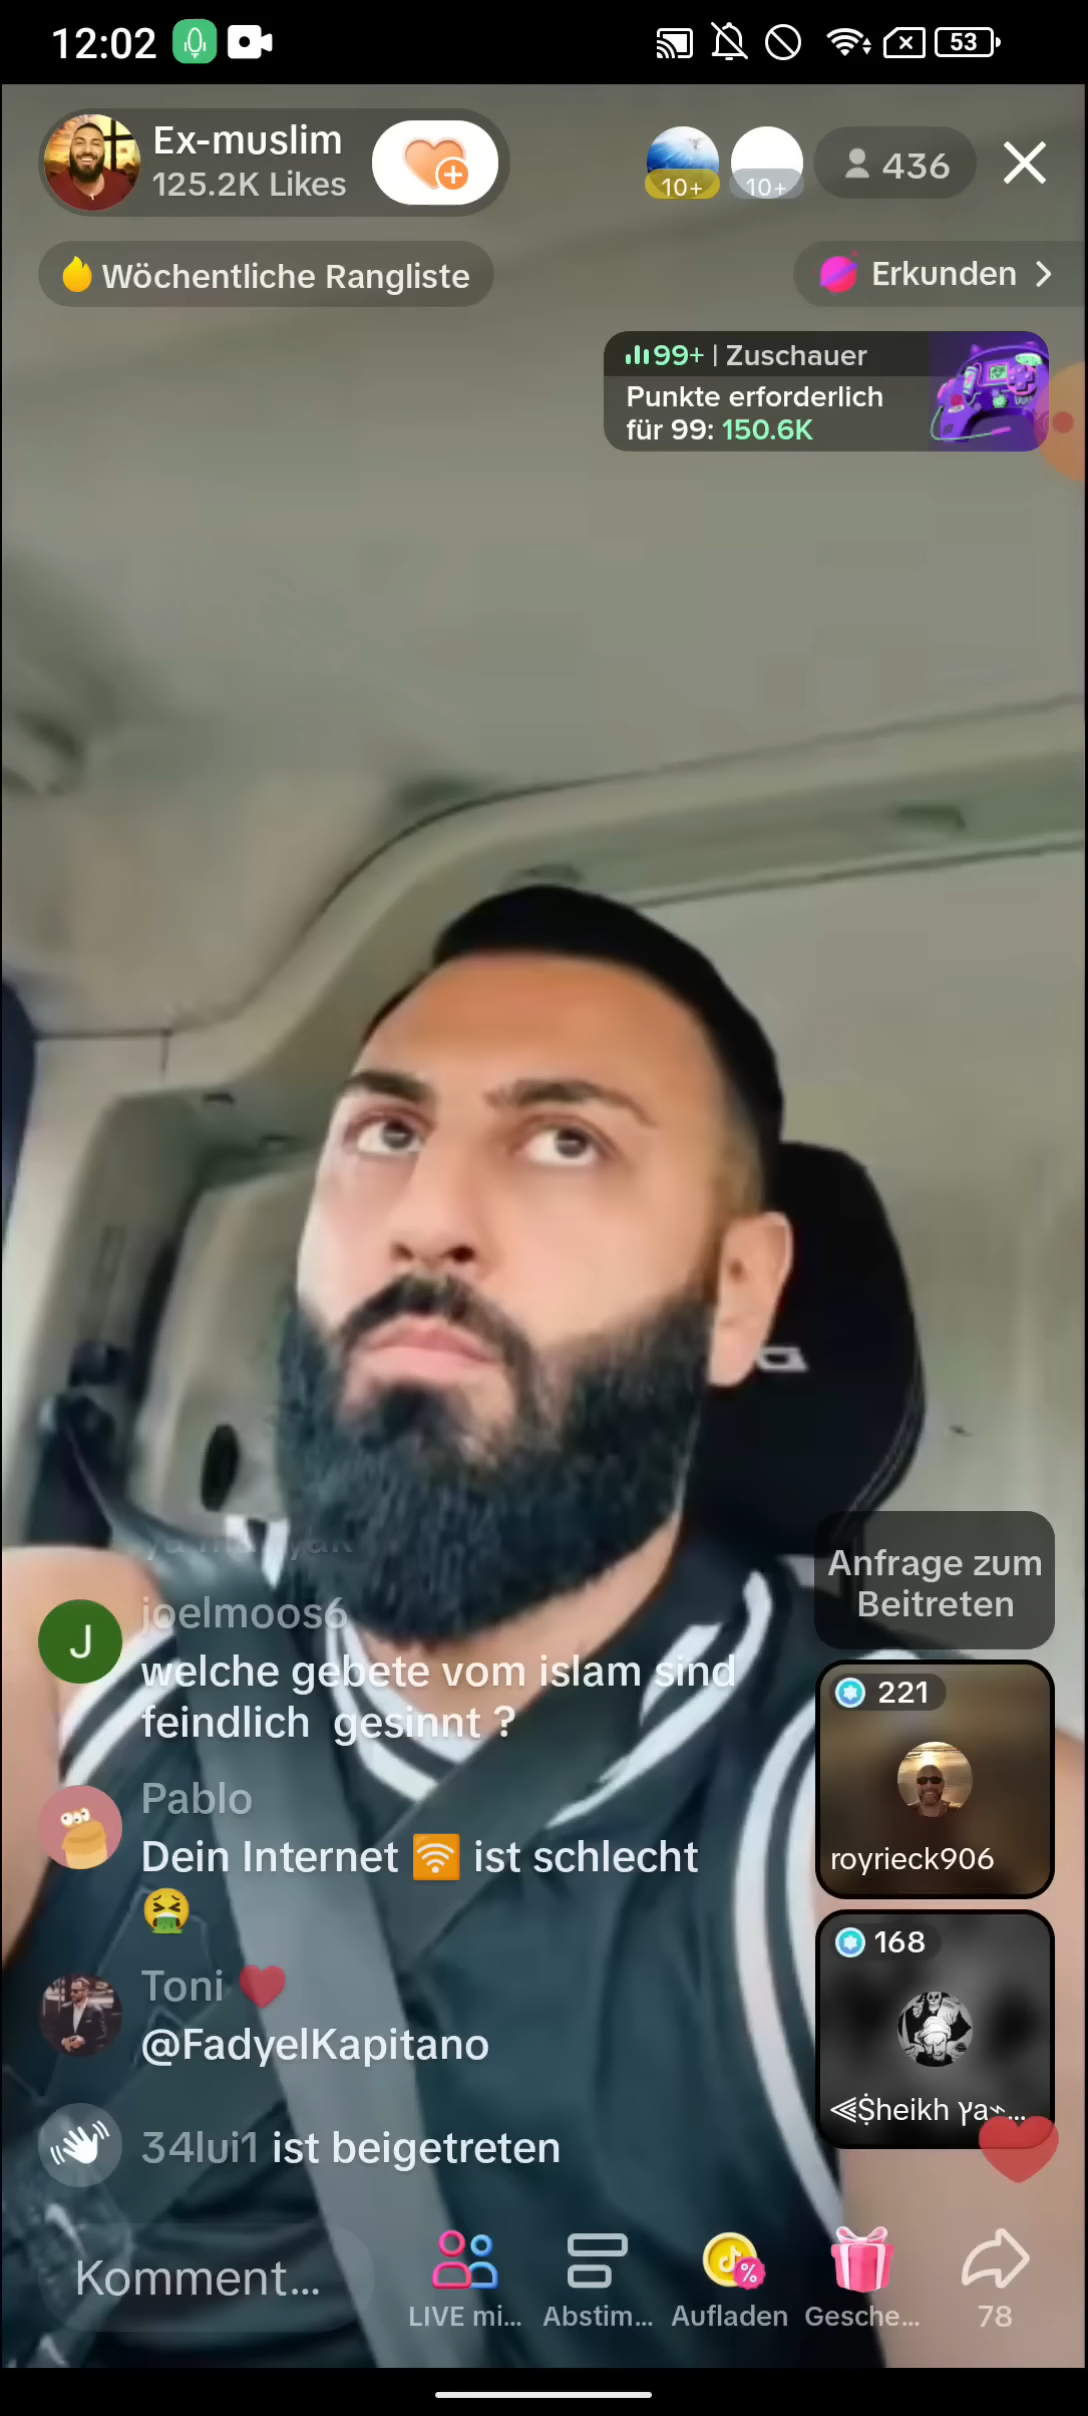 12:02
53
Ex-muslim
125.2K Likes
10+
10+
436
Wöchentliche Rangliste
Erkunden
99+ | Zuschauer
Punkte erforderlich
für 99: 150.6K
Anfrage zum
Beitreten
joelmoos6
welche gebete vom islam sind
feindlich gesinnt ?
221
royrieck906
Pablo
Dein Internet 🛜 ist schlecht
🤮
168
Toni ❤️
@FadyelKapitano
34lui1 ist beigetreten
Komment...
LIVE mi...
Abstim...
Aufladen
Gesche...
78